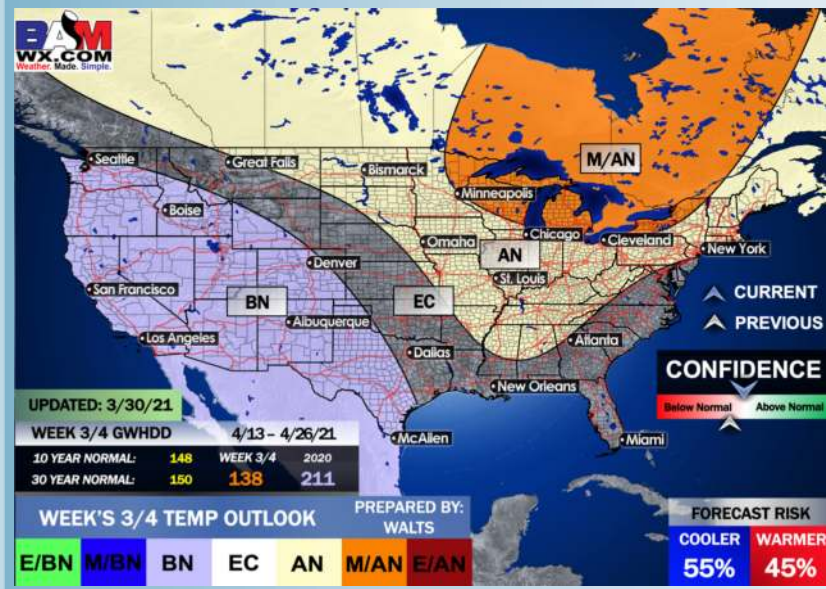 BAM
WX.COM
Weather. Made. Simple.
M/AN
Seattle
Great Falls
Bismarck
Minneapolis
Boise
Omaha
Chicago
Cleveland
New York
AN
Denver
St. Louis
San Francisco
BN
EC
Albuquerque
Atlanta
Los Angeles
Dallas
New Orleans
McAllen
Miami
CURRENT
PREVIOUS
CONFIDENCE
Below Normal Above Normal
UPDATED: 3/30/21
WEEK 3/4 GWHDD 4/13 – 4/26/21
10 YEAR NORMAL: 148 WEEK 3/4 2020
30 YEAR NORMAL: 150 138 211
WEEK'S 3/4 TEMP OUTLOOK
PREPARED BY:
WALTS
E/BN M/BN BN EC AN M/AN E/AN
FORECAST RISK
COOLER WARMER
55% 45%